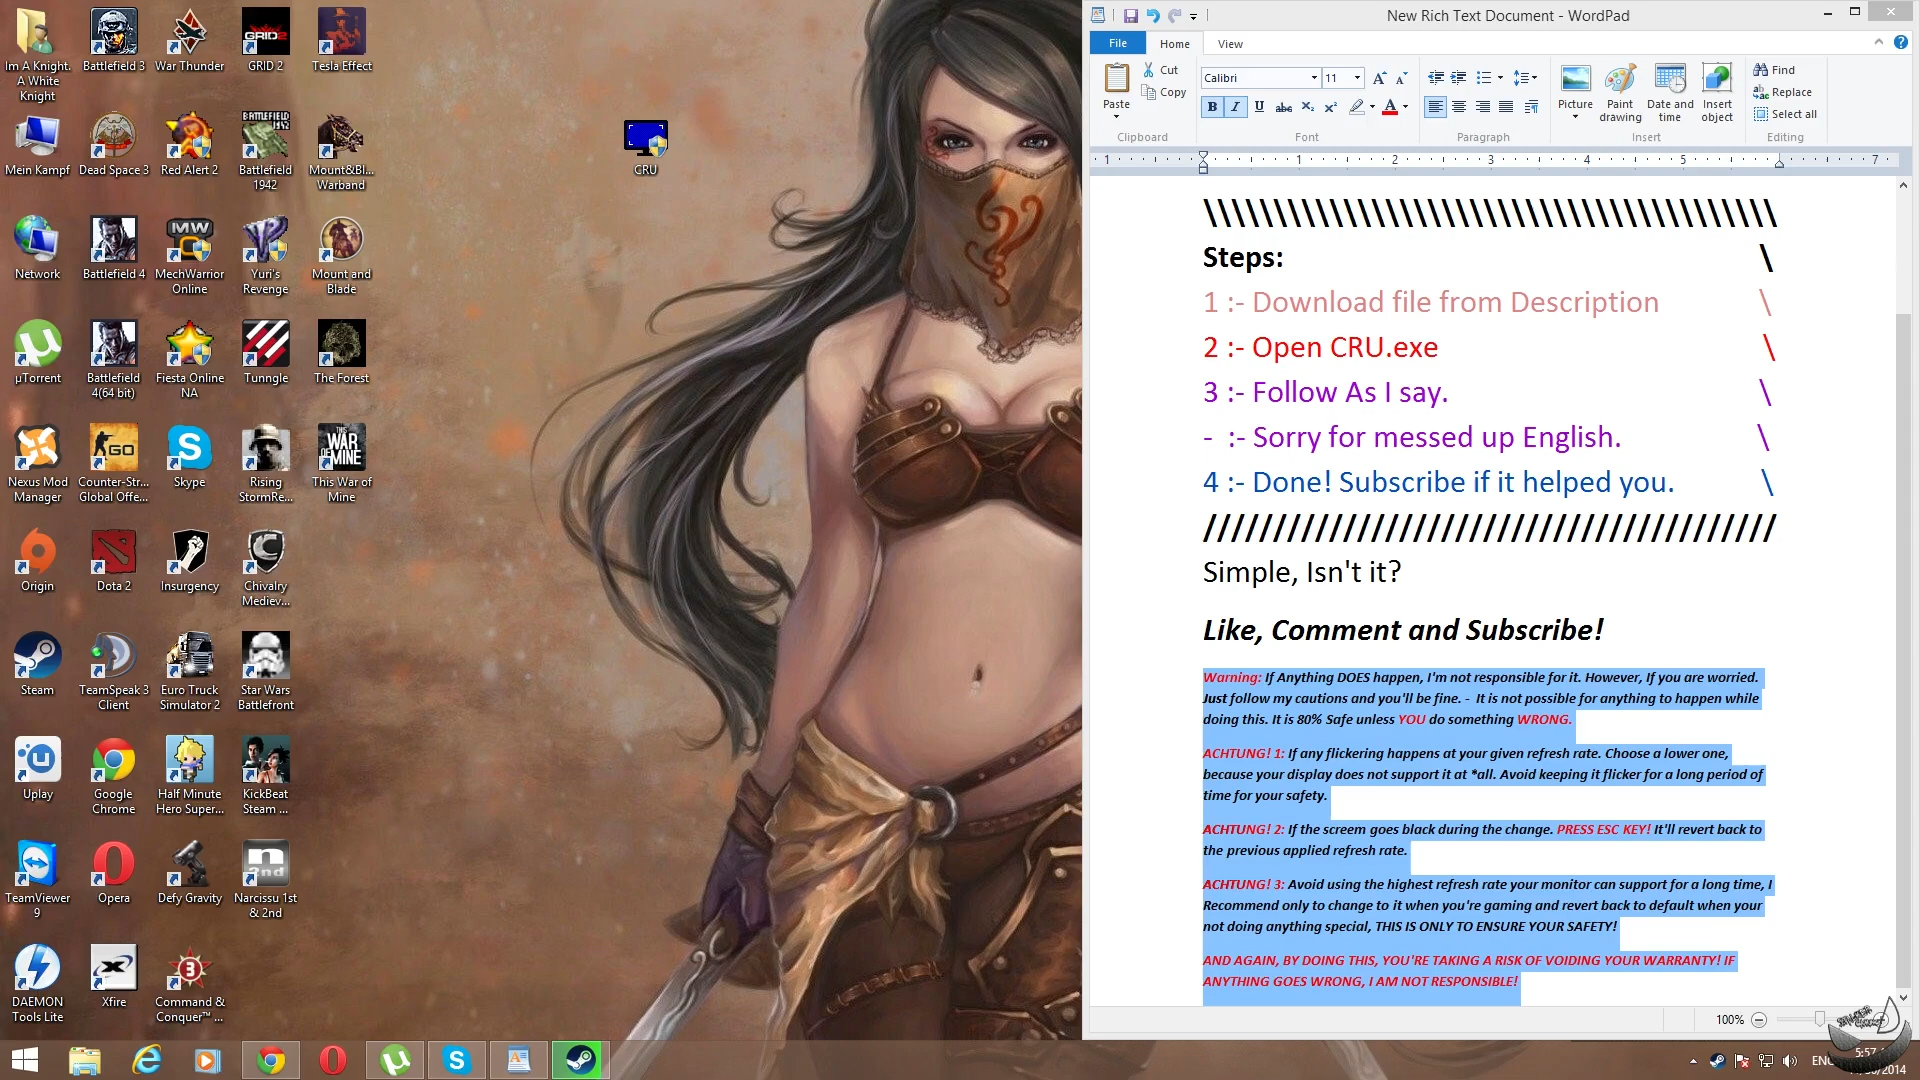 Im A Knight.
A White
Knight
Battlefield 3
War Thunder
GRID 2
Tesla Effect
Mein Kampf
Dead Space 3
Red Alert 2
Battlefield
1942
Mount&Bl...
Warband
CRU
Network
Battlefield 4
MechWarrior
Online
Yuri's
Revenge
Mount and
Blade
µTorrent
Battlefield
4(64 bit)
Fiesta Online
NA
Tunngle
The Forest
Nexus Mod
Manager
Counter-Str...
Global Offe...
Skype
Rising
StormRe...
This War of
Mine
Origin
Dota 2
Insurgency
Chivalry
Mediev...
Steam
TeamSpeak 3
Client
Euro Truck
Simulator 2
Star Wars
Battlefront
Uplay
Google
Chrome
Half Minute
Hero Super...
KickBeat
Steam ...
TeamViewer
9
Opera
Defy Gravity
Narcissu 1st
& 2nd
DAEMON
Tools Lite
Xfire
Command &
Conquer™ ...
New Rich Text Document - WordPad
File Home View
Paste Cut Copy
Clipboard
Calibri 11
B I U abc X₂ X²
Font
Paragraph
Picture Paint drawing Date and time Insert object
Insert
Find
Replace
Select all
Editing
1 1 2 3 4 5 7
\\\\\\\\\\\\\\\\\\\\\\\\\\\\\\\\\\\\\\\\\
Steps: \
1 :- Download file from Description \
2 :- Open CRU.exe \
3 :- Follow As I say. \
- :- Sorry for messed up English. \
4 :- Done! Subscribe if it helped you. \
/////////////////////////////////////////
Simple, Isn't it?
Like, Comment and Subscribe!
Warning: If Anything DOES happen, I'm not responsible for it. However, If you are worried.
Just follow my cautions and you'll be fine. - It is not possible for anything to happen while
doing this. It is 80% Safe unless YOU do something WRONG.
ACHTUNG! 1: If any flickering happens at your given refresh rate. Choose a lower one,
because your display does not support it at *all. Avoid keeping it flicker for a long period of
time for your safety.
ACHTUNG! 2: If the screem goes black during the change. PRESS ESC KEY! It'll revert back to
the previous applied refresh rate.
ACHTUNG! 3: Avoid using the highest refresh rate your monitor can support for a long time, I
Recommend only to change to it when you're gaming and revert back to default when your
not doing anything special, THIS IS ONLY TO ENSURE YOUR SAFETY!
AND AGAIN, BY DOING THIS, YOU'RE TAKING A RISK OF VOIDING YOUR WARRANTY! IF
ANYTHING GOES WRONG, I AM NOT RESPONSIBLE!
100%
5:57
2014